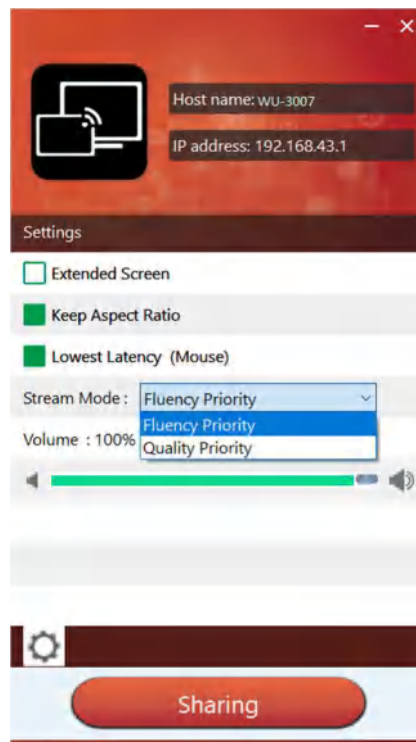 Host name: WU-3007
IP address: 192.168.43.1
Settings
Extended Screen
Keep Aspect Ratio
Lowest Latency (Mouse)
Stream Mode : Fluency Priority
Fluency Priority
Volume : 100%
Quality Priority
Sharing